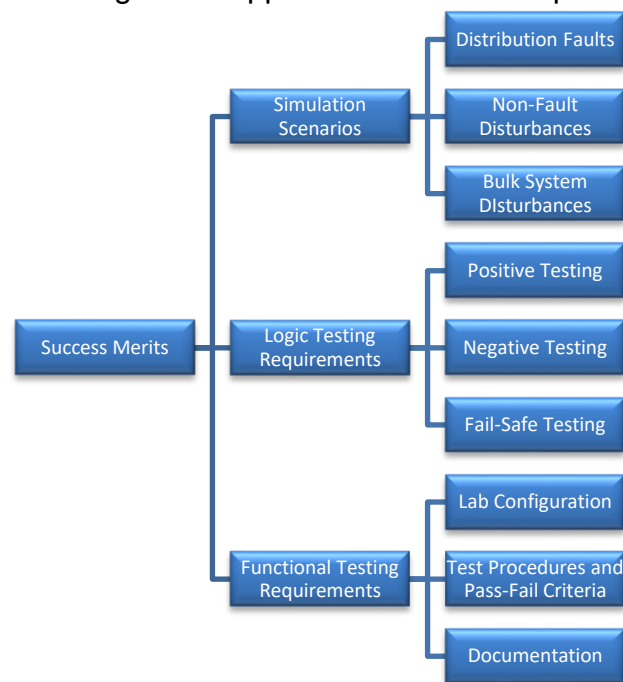 Distribution Faults
Simulation
Scenarios
Non-Fault
Disturbances
Bulk System
DIsturbances
Positive Testing
Success Merits
Logic Testing
Requirements
Negative Testing
Fail-Safe Testing
Lab Configuration
Functional Testing
Requirements
Test Procedures and
Pass-Fail Criteria
Documentation